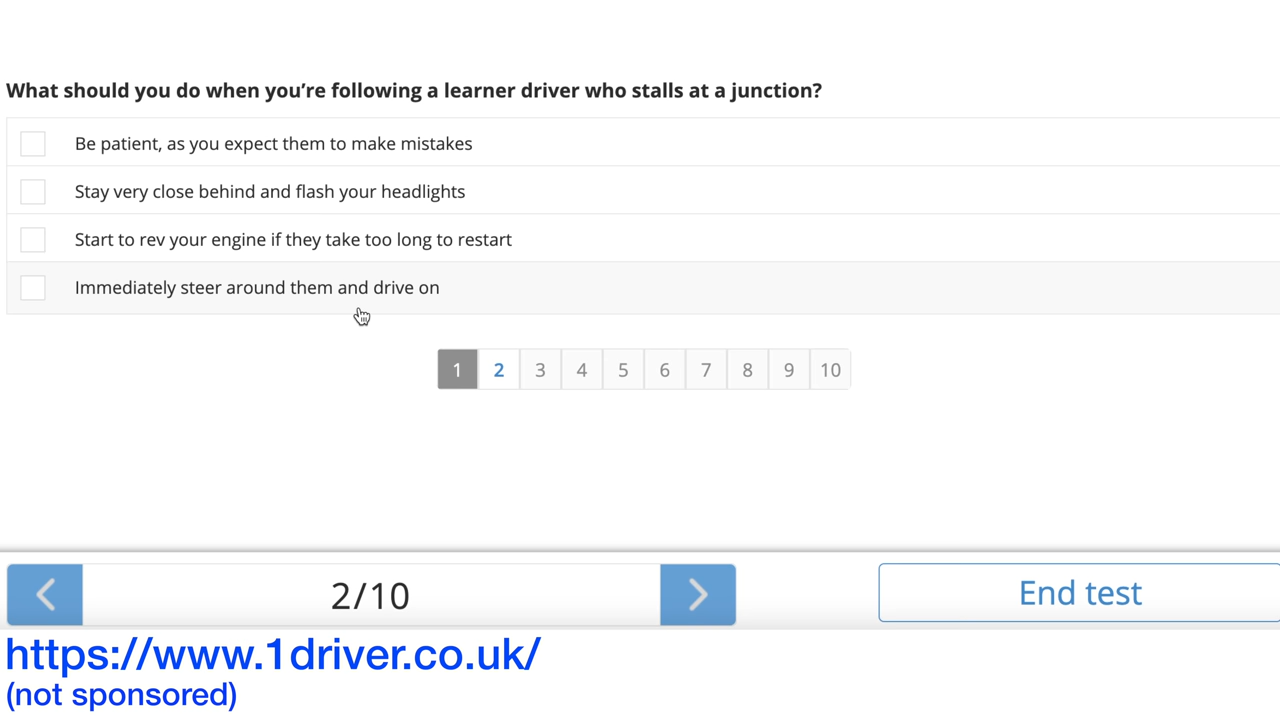 What should you do when you’re following a learner driver who stalls at a junction?
Be patient, as you expect them to make mistakes
Stay very close behind and flash your headlights
Start to rev your engine if they take too long to restart
Immediately steer around them and drive on
1 2 3 4 5 6 7 8 9 10
2/10 End test
https://www.1driver.co.uk/
(not sponsored)